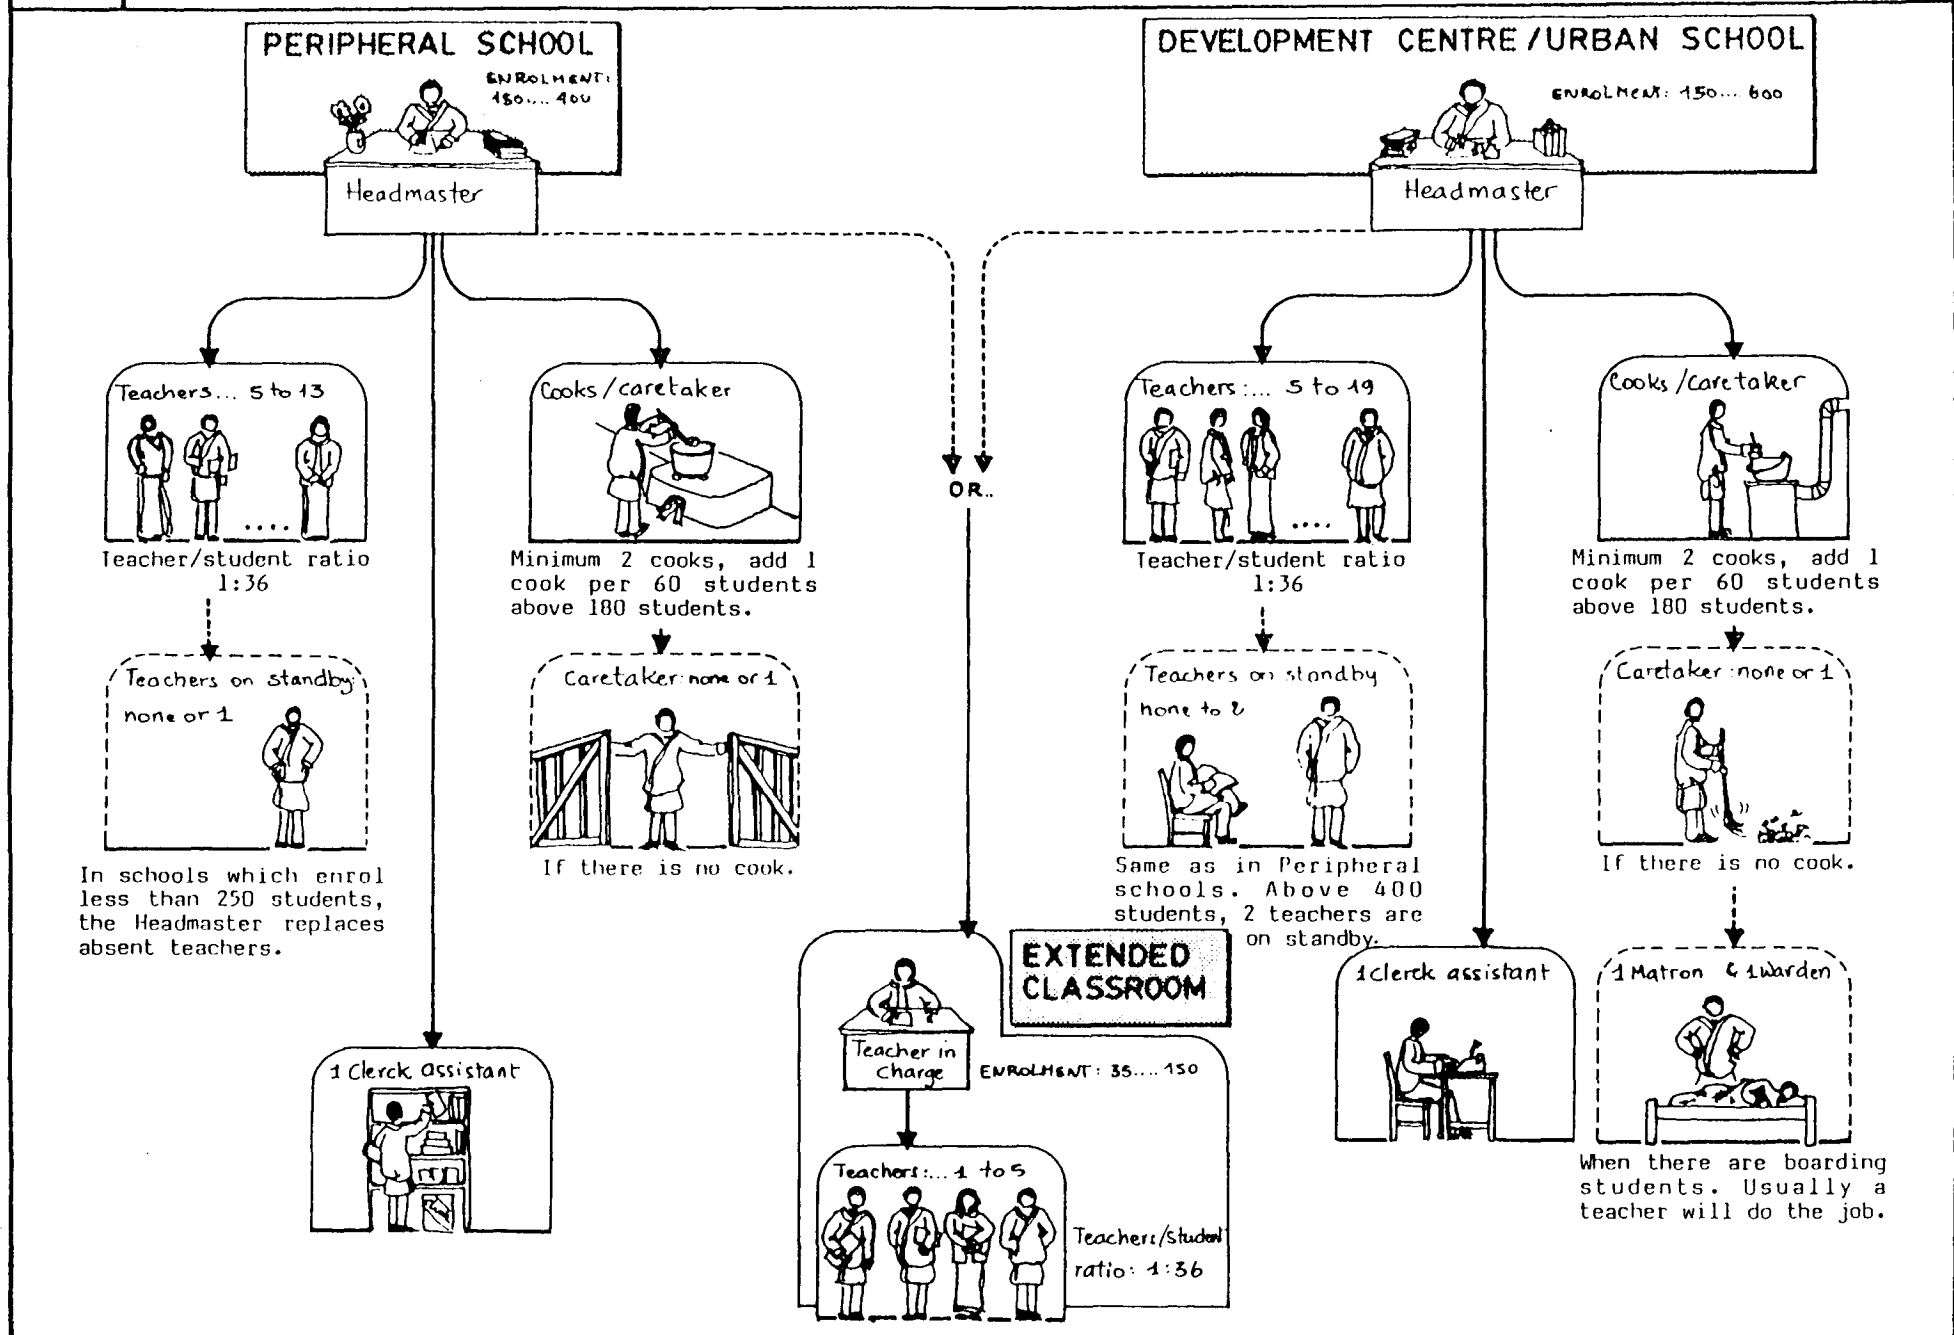 PERIPHERAL SCHOOL
ENROLMENT:
150.... 400
Headmaster
DEVELOPMENT CENTRE/URBAN SCHOOL
ENROLMENT: 150... 600
Headmaster
Teachers... 5 to 13
Teacher/student ratio
1:36
Teachers on standby:
none or 1
In schools which enrol
less than 250 students,
the Headmaster replaces
absent teachers.
Cooks/caretaker
Minimum 2 cooks, add 1
cook per 60 students
above 180 students.
Caretaker: none or 1
If there is no cook.
1 Clerck assistant
OR..
EXTENDED
CLASSROOM
Teacher in
charge
ENROLMENT: 35....150
Teachers:... 1 to 5
Teachers/student
ratio: 1:36
Teachers:... 5 to 19
Teacher/student ratio
1:36
Teachers on standby
none to 2
Same as in Peripheral
schools. Above 400
students, 2 teachers are
on standby.
Cooks/caretaker
Minimum 2 cooks, add 1
cook per 60 students
above 180 students.
Caretaker: none or 1
If there is no cook.
1 clerck assistant
1 Matron & 1 Warden
When there are boarding
students. Usually a
teacher will do the job.